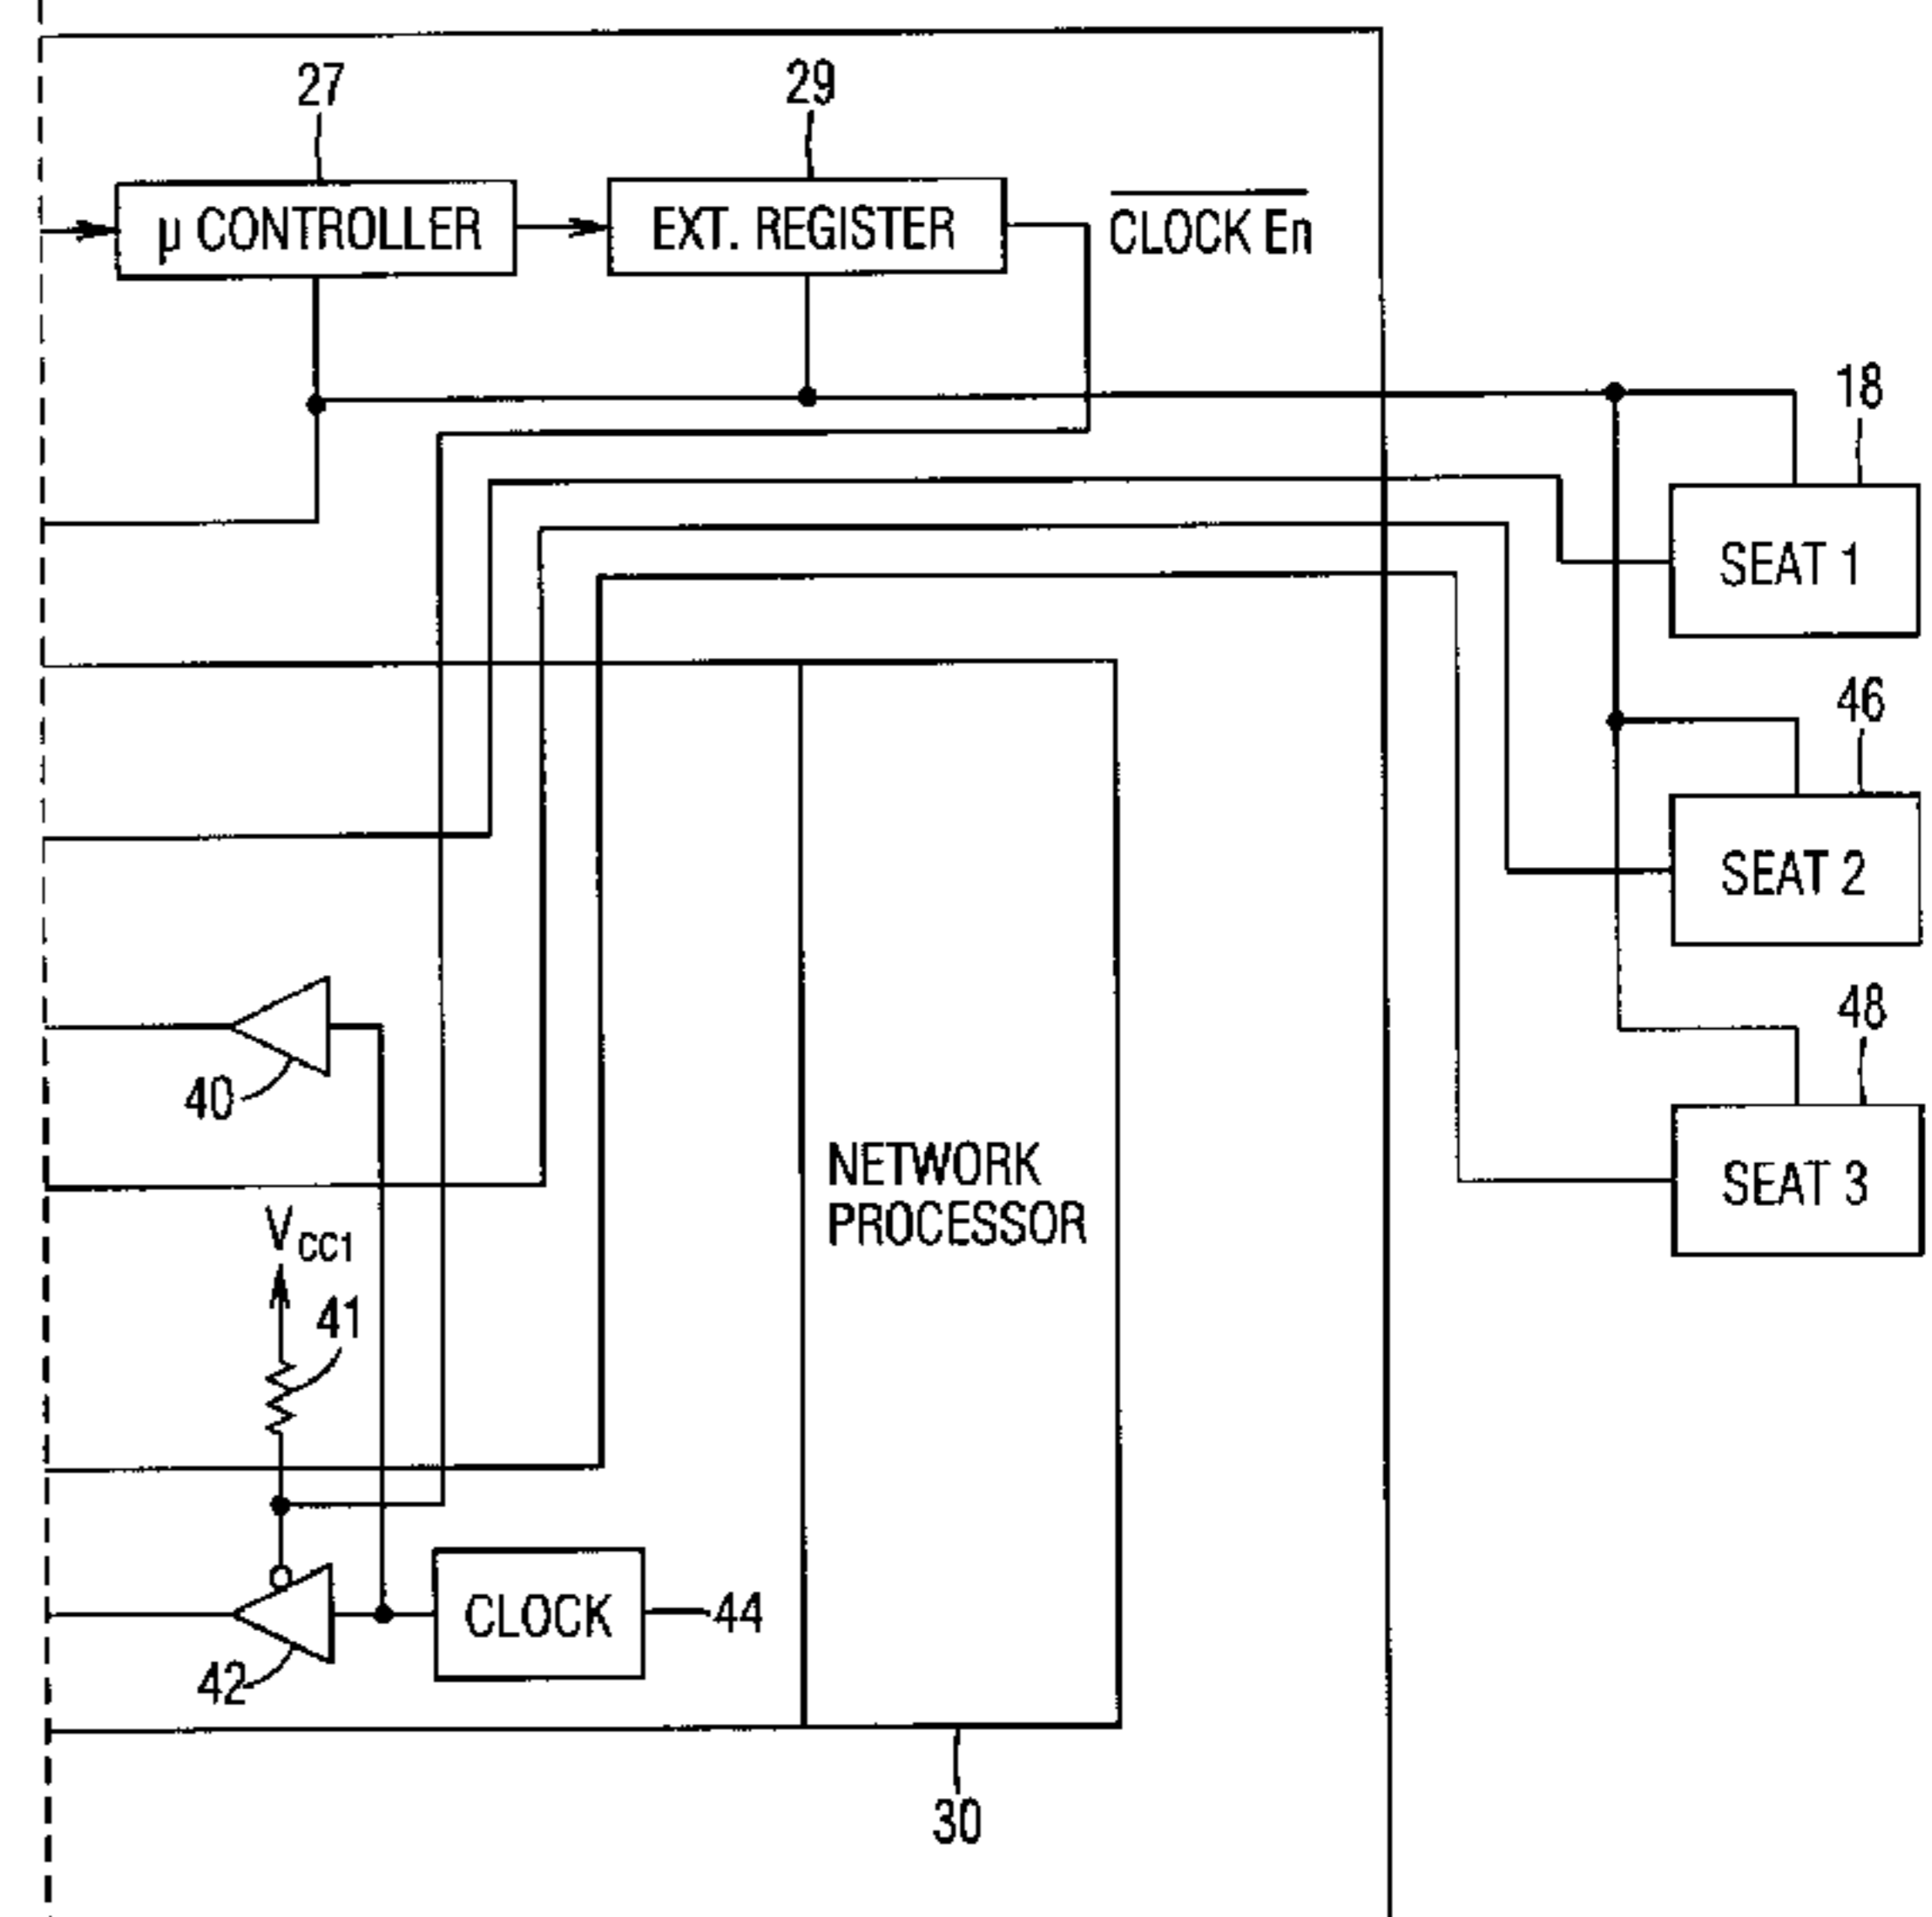 27
29
μ CONTROLLER
EXT. REGISTER
CLOCK En
18
SEAT 1
46
SEAT 2
40
48
SEAT 3
NETWORK
PROCESSOR
VCC1
41
CLOCK
44
42
30